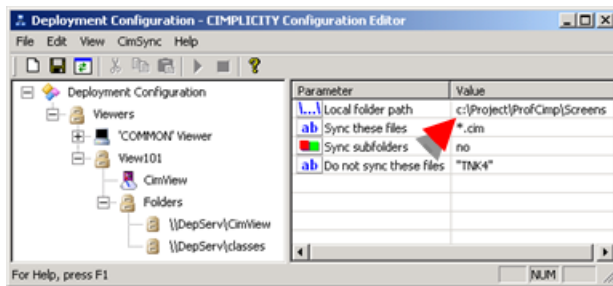 Deployment Configuration - CIMPLICITY Configuration Editor
File Edit View CimSync Help
Deployment Configuration
Viewers
'COMMON' Viewer
View101
CimView
Folders
\\DepServ\CimView
\\DepServ\classes
Parameter Value
\...\ Local folder path c:\Project\ProfCimp\Screens
ab Sync these files *.cim
Sync subfolders no
ab Do not sync these files "TNK4"
For Help, press F1 NUM